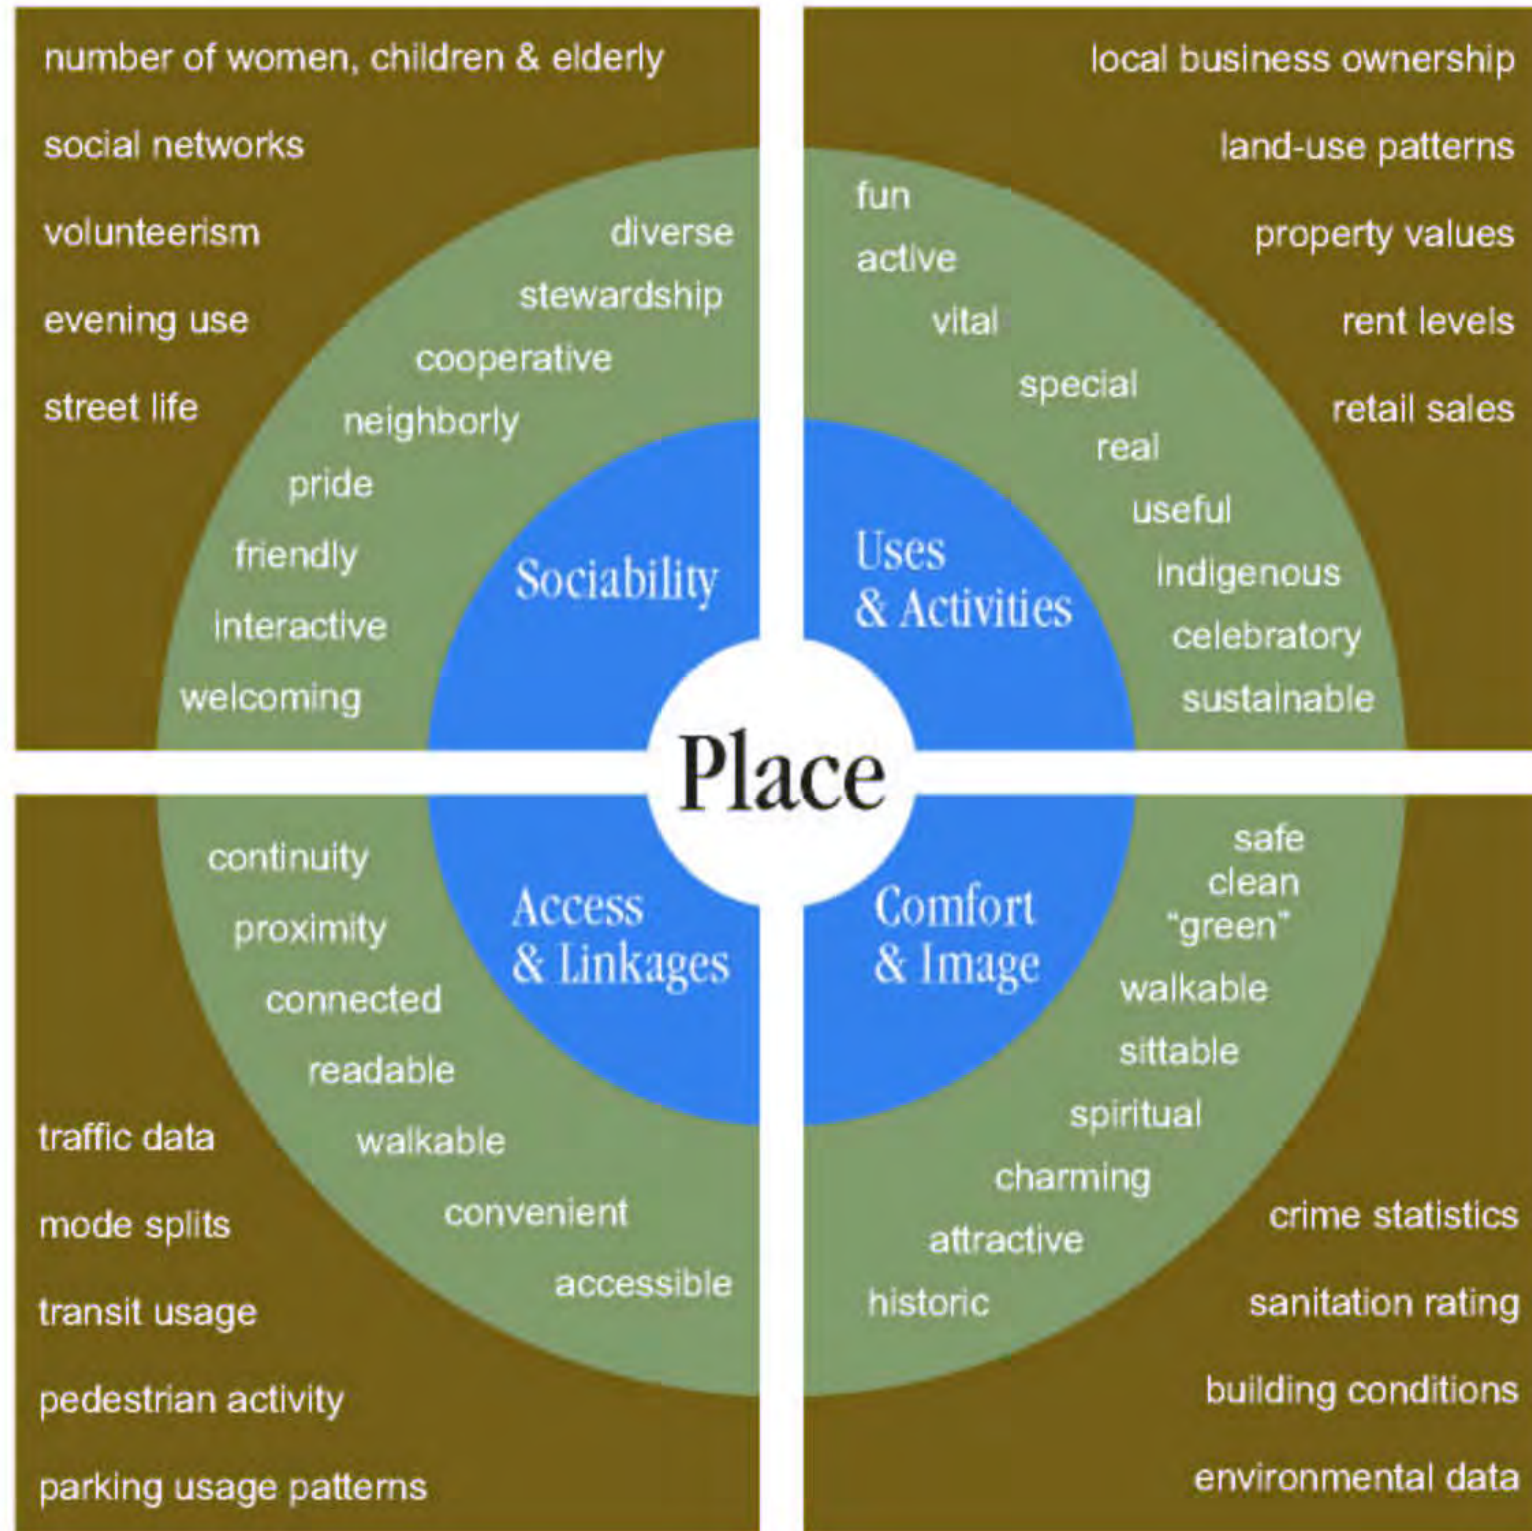 number of women, children & elderly
social networks
volunteerism
evening use
street life
diverse
stewardship
cooperative
neighborly
pride
friendly
interactive
welcoming
Sociability
local business ownership
land-use patterns
property values
rent levels
retail sales
fun
active
vital
special
real
useful
indigenous
celebratory
sustainable
Uses
& Activities
Place
continuity
proximity
connected
readable
walkable
convenient
accessible
Access
& Linkages
traffic data
mode splits
transit usage
pedestrian activity
parking usage patterns
Comfort
& Image
safe
clean
“green”
walkable
sittable
spiritual
charming
attractive
historic
crime statistics
sanitation rating
building conditions
environmental data